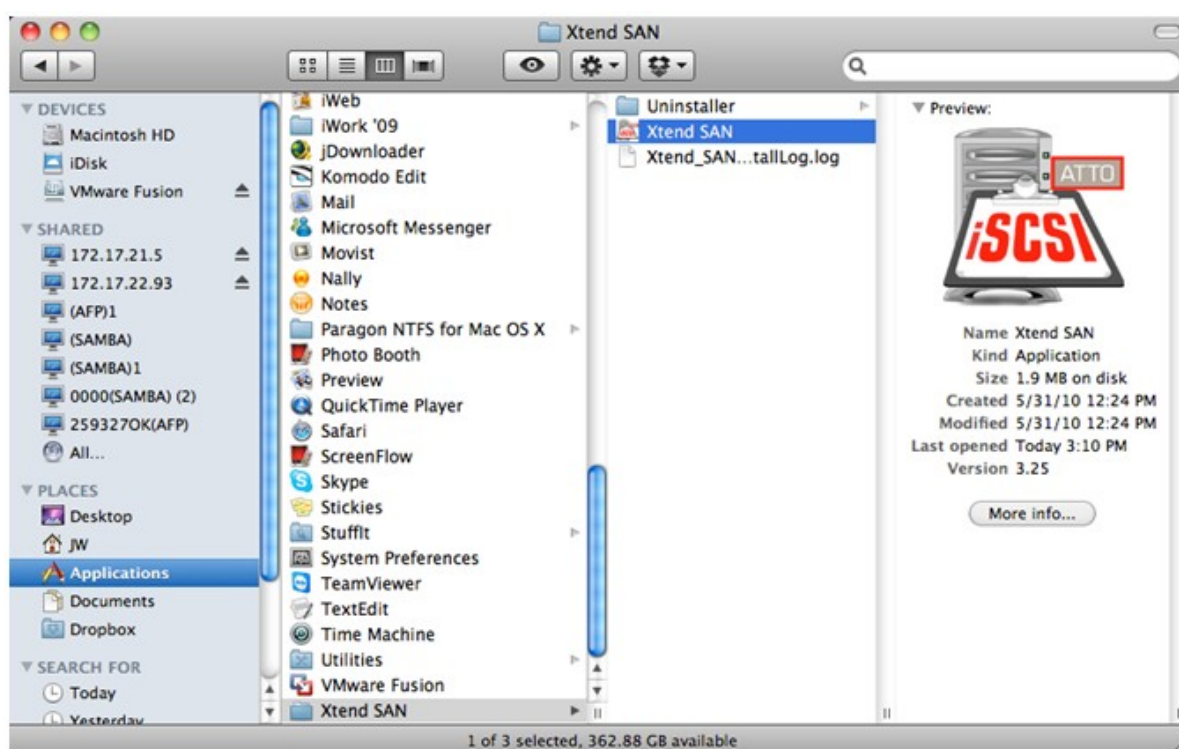 Xtend SAN
DEVICES
Macintosh HD
iDisk
VMware Fusion
SHARED
172.17.21.5
172.17.22.93
(AFP)1
(SAMBA)
(SAMBA)1
0000(SAMBA) (2)
259327OK(AFP)
All...
PLACES
Desktop
JW
Applications
Documents
Dropbox
SEARCH FOR
Today
Yesterday
iWeb
iWork '09
jDownloader
Komodo Edit
Mail
Microsoft Messenger
Movist
Nally
Notes
Paragon NTFS for Mac OS X
Photo Booth
Preview
QuickTime Player
Safari
ScreenFlow
Skype
Stickies
StuffIt
System Preferences
TeamViewer
TextEdit
Time Machine
Utilities
VMware Fusion
Xtend SAN
Uninstaller
Xtend SAN
Xtend_SAN...tallLog.log
Preview:
ATTO
iSCSI
Name Xtend SAN
Kind Application
Size 1.9 MB on disk
Created 5/31/10 12:24 PM
Modified 5/31/10 12:24 PM
Last opened Today 3:10 PM
Version 3.25
More info...
1 of 3 selected, 362.88 GB available